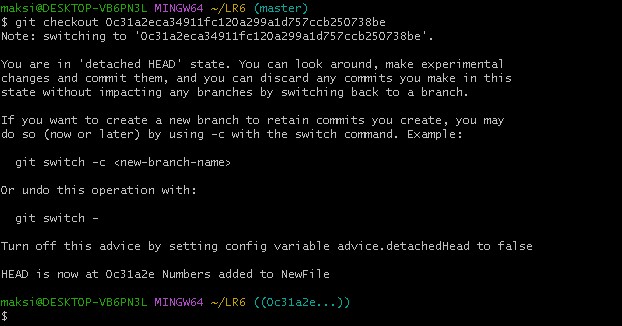 maksi@DESKTOP-VB6PN3L MINGW64 ~/LR6 (master)
$ git checkout 0c31a2eca34911fc120a299a1d757ccb250738be
Note: switching to '0c31a2eca34911fc120a299a1d757ccb250738be'.
You are in 'detached HEAD' state. You can look around, make experimental
changes and commit them, and you can discard any commits you make in this
state without impacting any branches by switching back to a branch.
If you want to create a new branch to retain commits you create, you may
do so (now or later) by using -c with the switch command. Example:
git switch -c <new-branch-name>
Or undo this operation with:
git switch -
Turn off this advice by setting config variable advice.detachedHead to false
HEAD is now at 0c31a2e Numbers added to NewFile
maksi@DESKTOP-VB6PN3L MINGW64 ~/LR6 ((0c31a2e...))
$